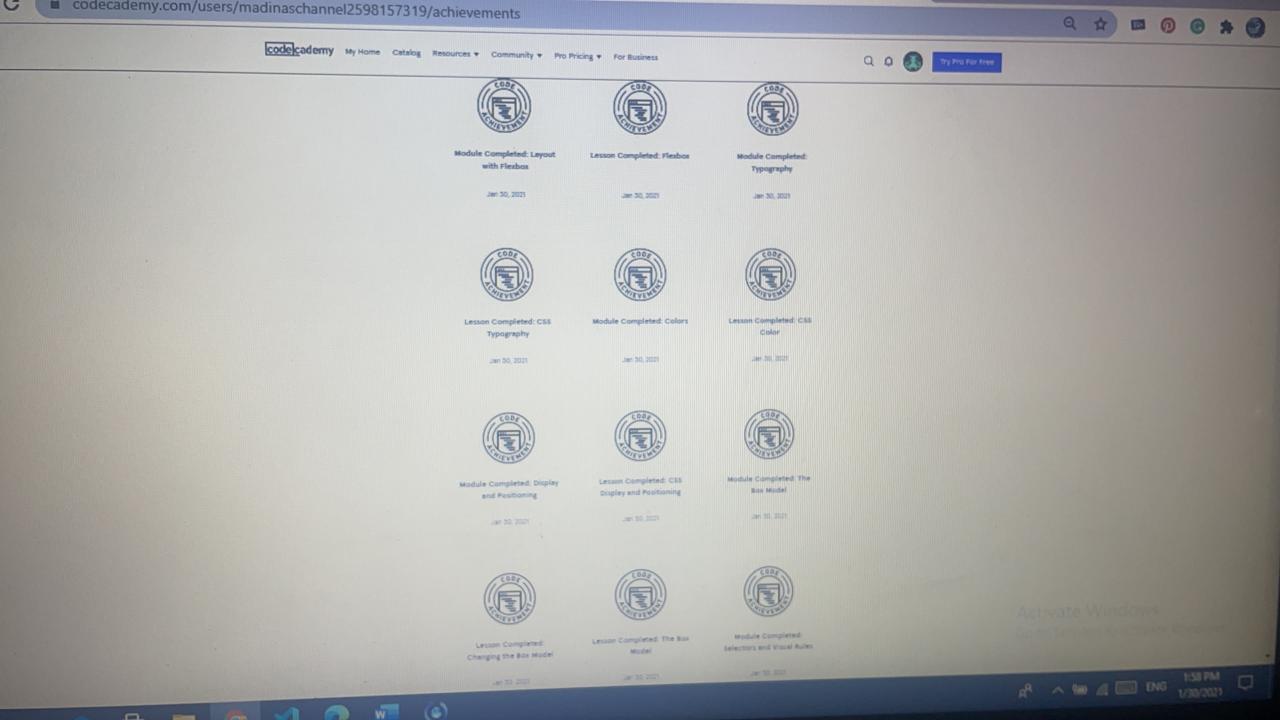 codecademy.com/users/madinaschannel2598157319/achievements
codecademy My Home Catalog Resources Community Pro Pricing For Business Try Pro For Free
CODE ACHIEVEMENT CODE ACHIEVEMENT CODE ACHIEVEMENT
Module Completed: Layout Lesson Completed: Flexbox Module Completed:
with Flexbox Typography
Jan 30, 2021 Jan 30, 2021 Jan 30, 2021
CODE ACHIEVEMENT CODE ACHIEVEMENT CODE ACHIEVEMENT
Lesson Completed: CSS Module Completed: Colors Lesson Completed: CSS
Typography Color
Jan 30, 2021 Jan 30, 2021 Jan 30, 2021
CODE ACHIEVEMENT CODE ACHIEVEMENT CODE ACHIEVEMENT
Module Completed: Display Lesson Completed: CSS Module Completed: The
and Positioning Display and Positioning Box Model
Jan 30, 2021 Jan 30, 2021 Jan 30, 2021
CODE ACHIEVEMENT CODE ACHIEVEMENT CODE ACHIEVEMENT
Lesson Completed: Lesson Completed: The Box Module Completed:
Changing the Box Model Model Selectors and Visual Rules
Jan 30, 2021 Jan 30, 2021 Jan 30, 2021
Activate Windows
ENG 1:58 PM
1/30/2021